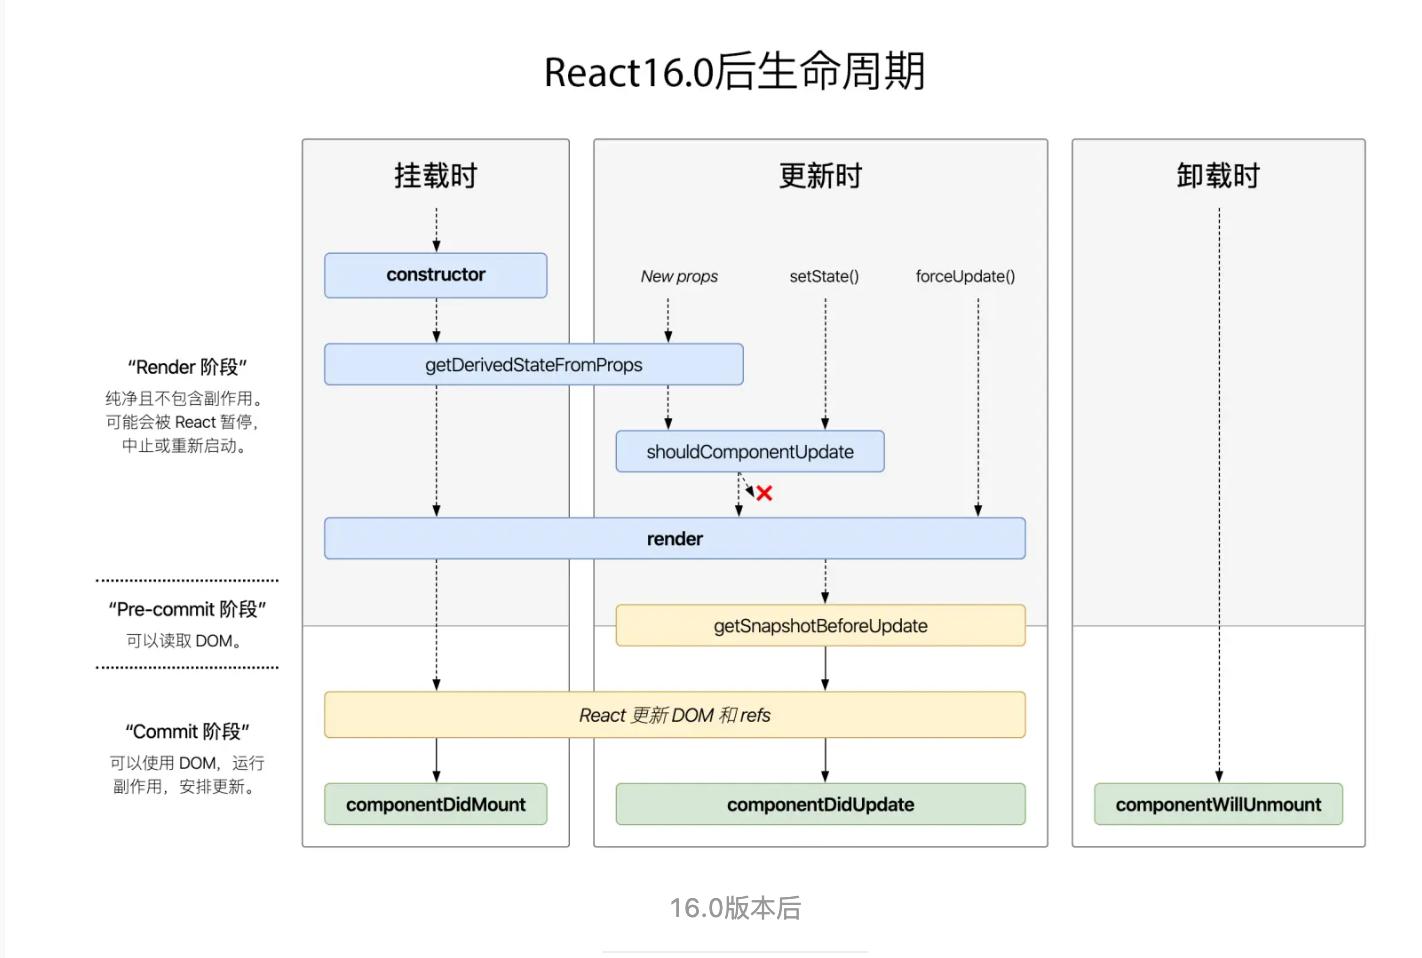 React16.0后生命周期
挂载时
更新时
卸载时
constructor
New props
setState()
forceUpdate()
“Render 阶段”
纯净且不包含副作用。
可能会被 React 暂停，
中止或重新启动。
getDerivedStateFromProps
shouldComponentUpdate
render
“Pre-commit 阶段”
可以读取 DOM。
getSnapshotBeforeUpdate
“Commit 阶段”
可以使用 DOM，运行
副作用，安排更新。
React 更新 DOM 和 refs
componentDidMount
componentDidUpdate
componentWillUnmount
16.0版本后